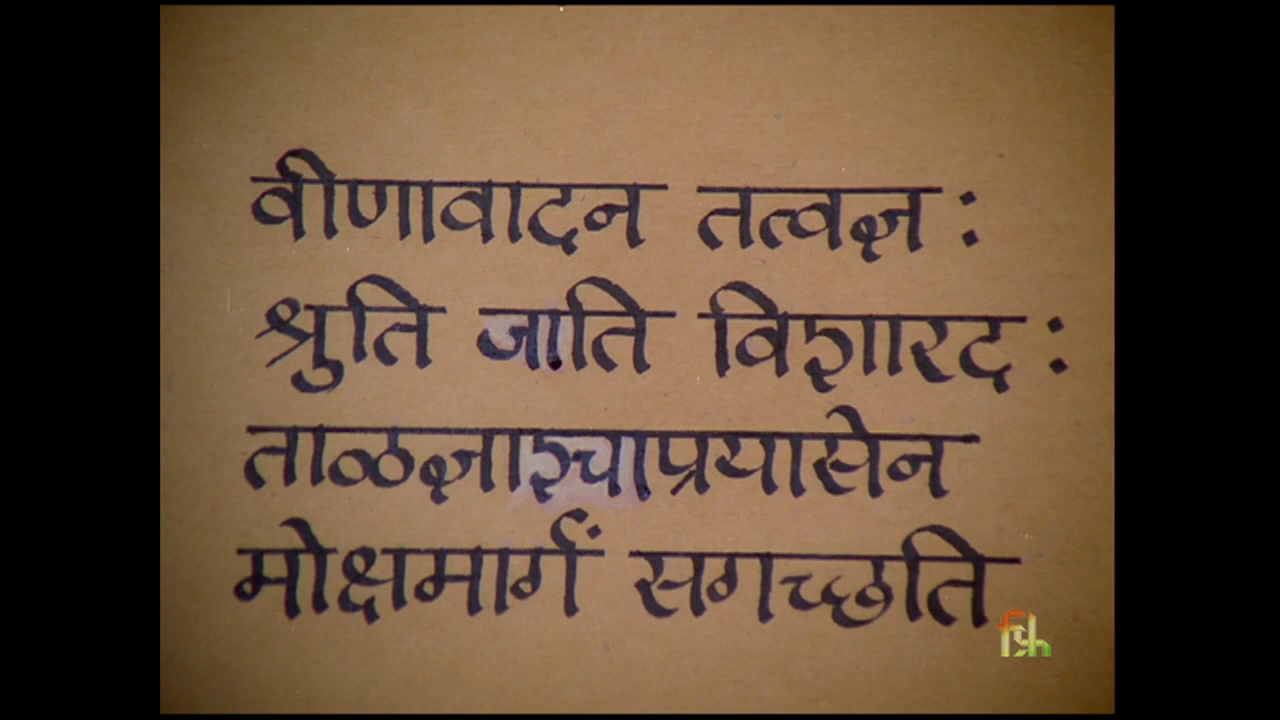 वीणावादन तत्वज्ञ :
श्रुति जाति विशारद :
ताळज्ञाश्चाप्रयासेन
मोक्षमार्गं सगच्छति